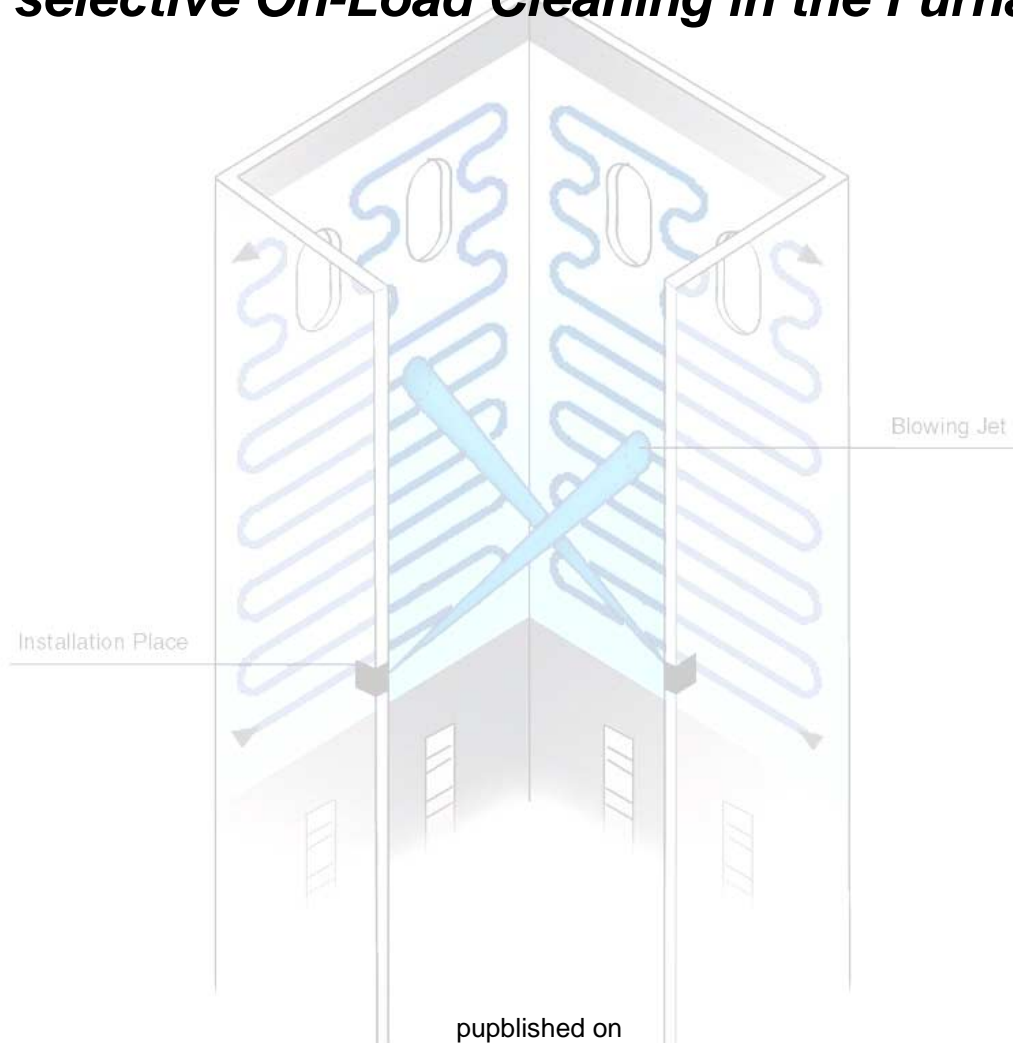 selective On-Load Cleaning in the Furna
Blowing Jet
Installation Place
pupblished on